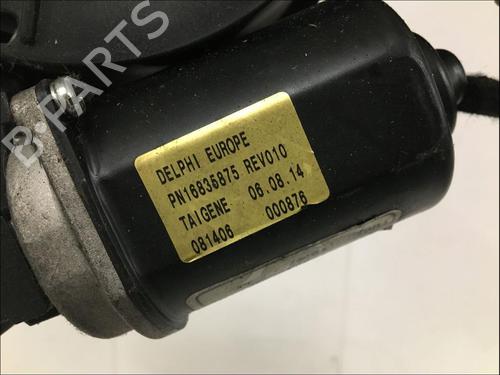 B-PARTS
DELPHI EUROPE
PN16835875 REV010
TAIGENE 06.08.14
081406 000876